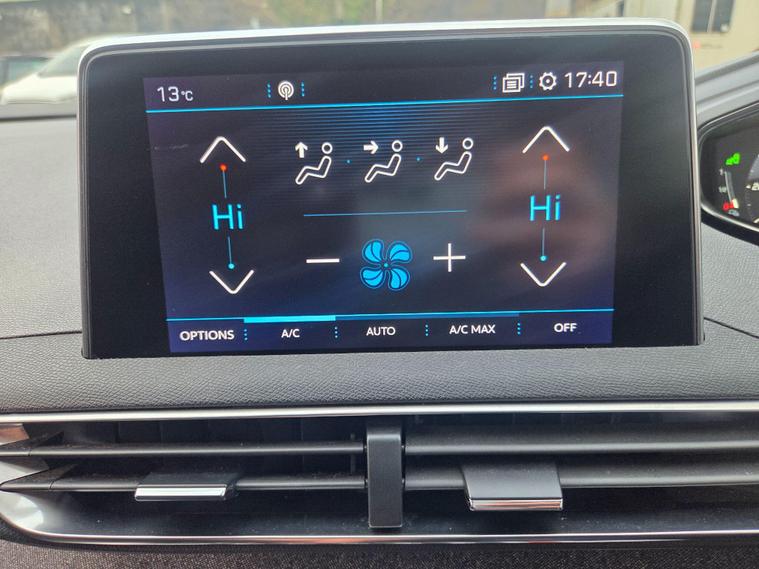 13°C 17:40
Hi Hi
OPTIONS A/C AUTO A/C MAX OFF